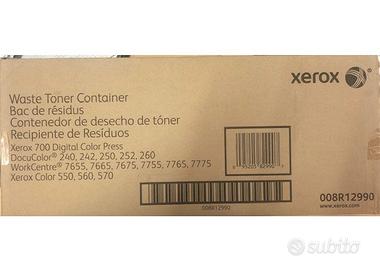 xerox
Waste Toner Container
Bac de résidus
Contenedor de desecho de tóner
Recipiente de Resíduos
Xerox 700 Digital Color Press
DocuColor® 240, 242, 250, 252, 260
WorkCentre® 7655, 7665, 7675, 7755, 7765, 7775
Xerox Color 550, 560, 570
008R12990
008R12990
www.xerox.com
subito